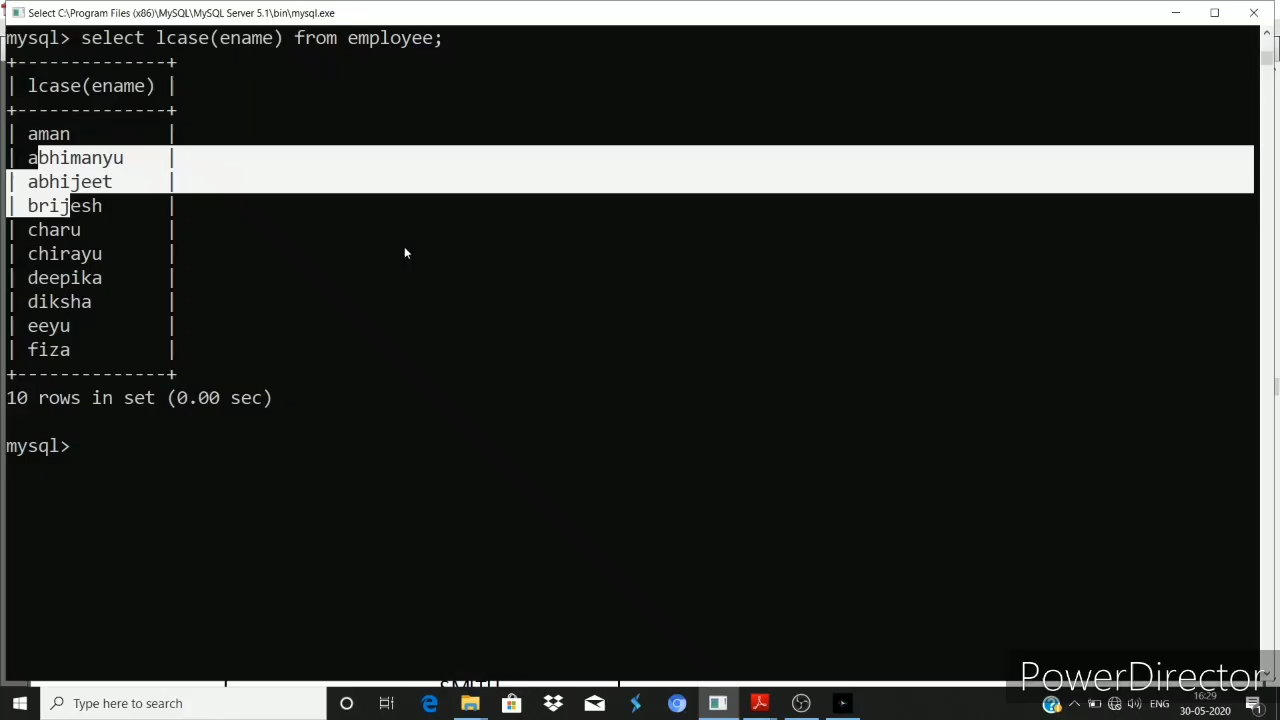 Select C:\Program Files (x86)\MySQL\MySQL Server 5.1\bin\mysql.exe
mysql> select lcase(ename) from employee;
+--------------+
| lcase(ename) |
+--------------+
| aman         |
| abhimanyu    |
| abhijeet     |
| brijesh      |
| charu        |
| chirayu      |
| deepika      |
| diksha       |
| eeyu         |
| fiza         |
+--------------+
10 rows in set (0.00 sec)
mysql>
PowerDirector
Type here to search
ENG
16:29
30-05-2020
1